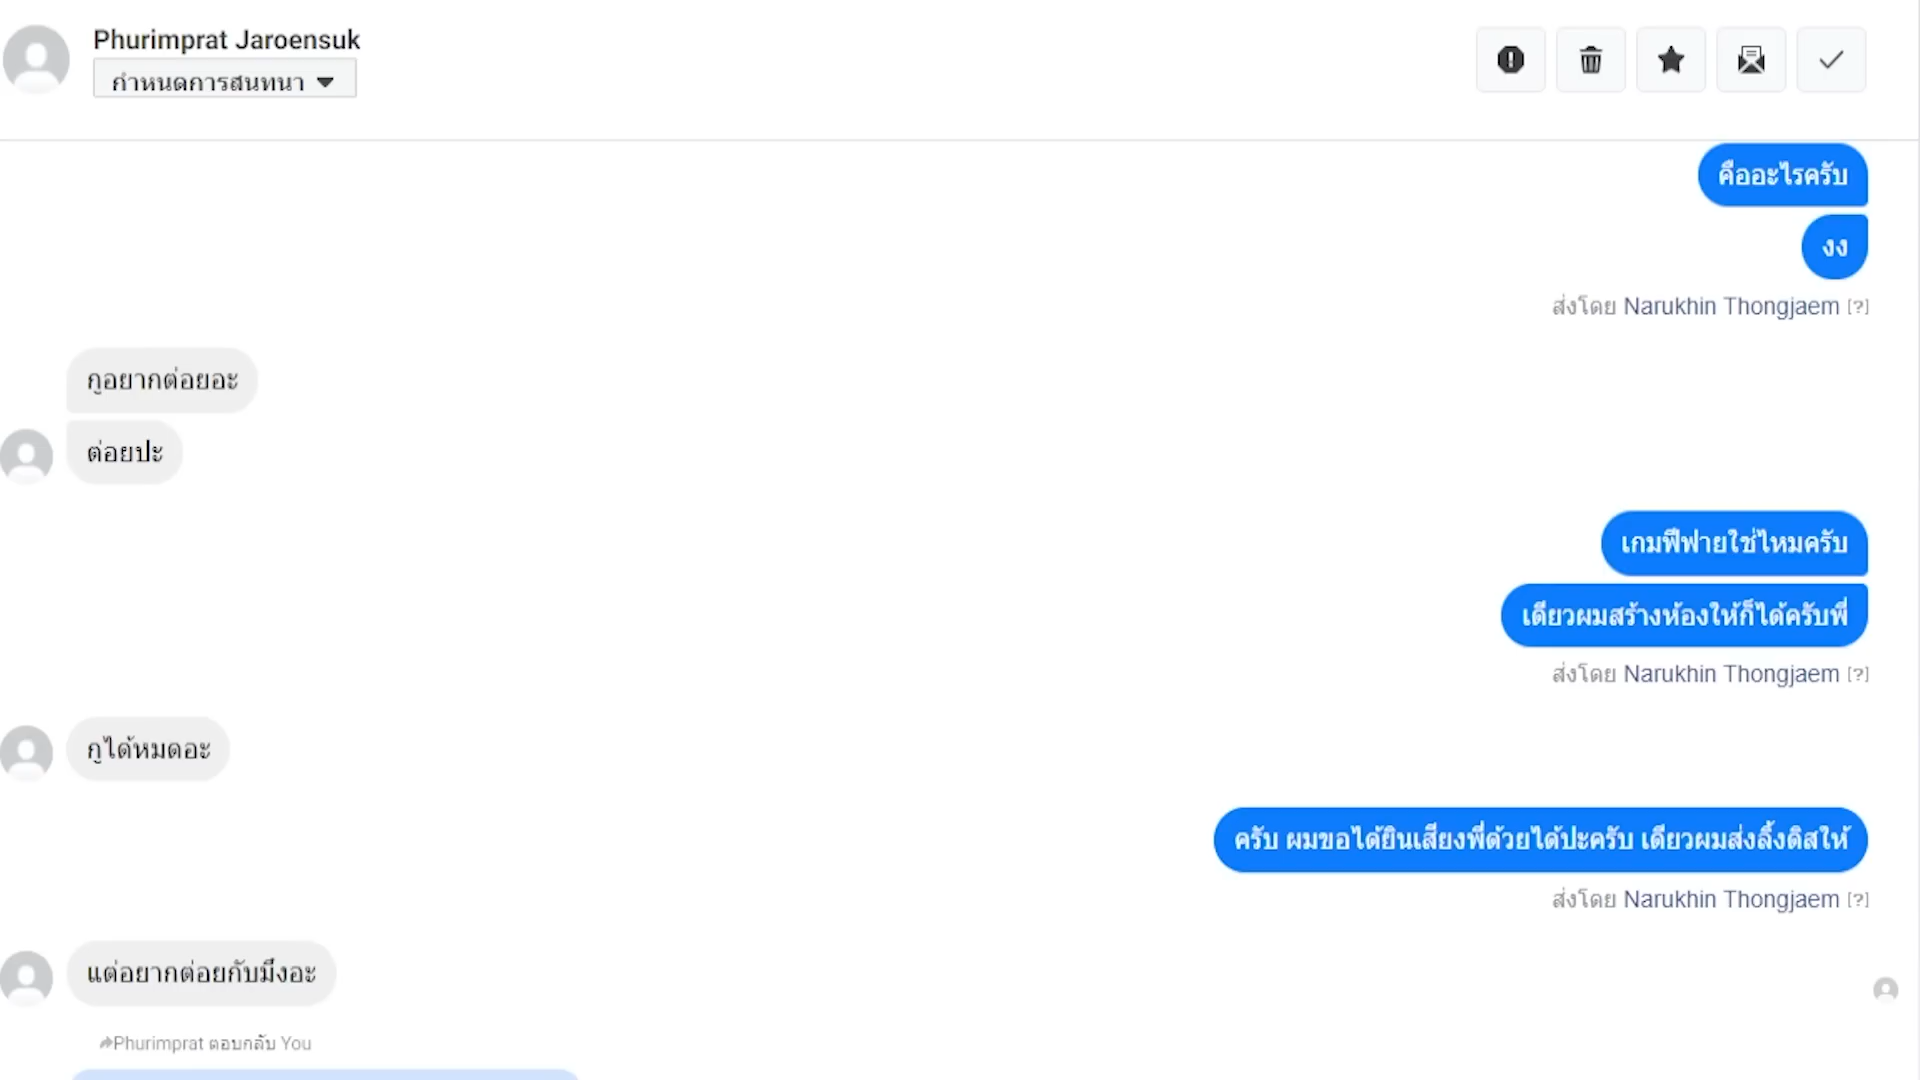 Phurimprat Jaroensuk
กำหนดการสนทนา
คืออะไรครับ
งง
ส่งโดย Narukhin Thongjaem [?]
กูอยากต่อยอะ
ต่อยปะ
เกมฟีฟายใช่ไหมครับ
เดียวผมสร้างห้องให้ก็ได้ครับพี่
ส่งโดย Narukhin Thongjaem [?]
กูได้หมดอะ
ครับ ผมขอได้ยินเสียงพี่ด้วยได้ปะครับ เดียวผมส่งลิ้งดิสให้
ส่งโดย Narukhin Thongjaem [?]
แต่อยากต่อยกับมึงอะ
Phurimprat ตอบกลับ You